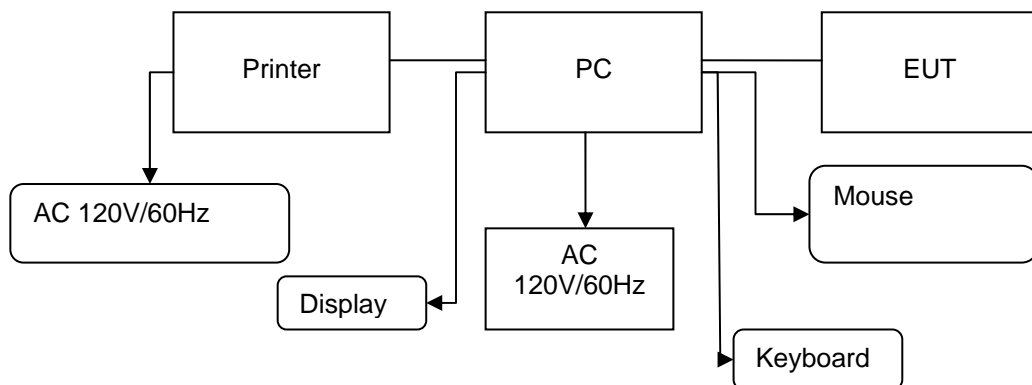 Printer
PC
EUT
AC 120V/60Hz
Mouse
AC
120V/60Hz
Display
Keyboard